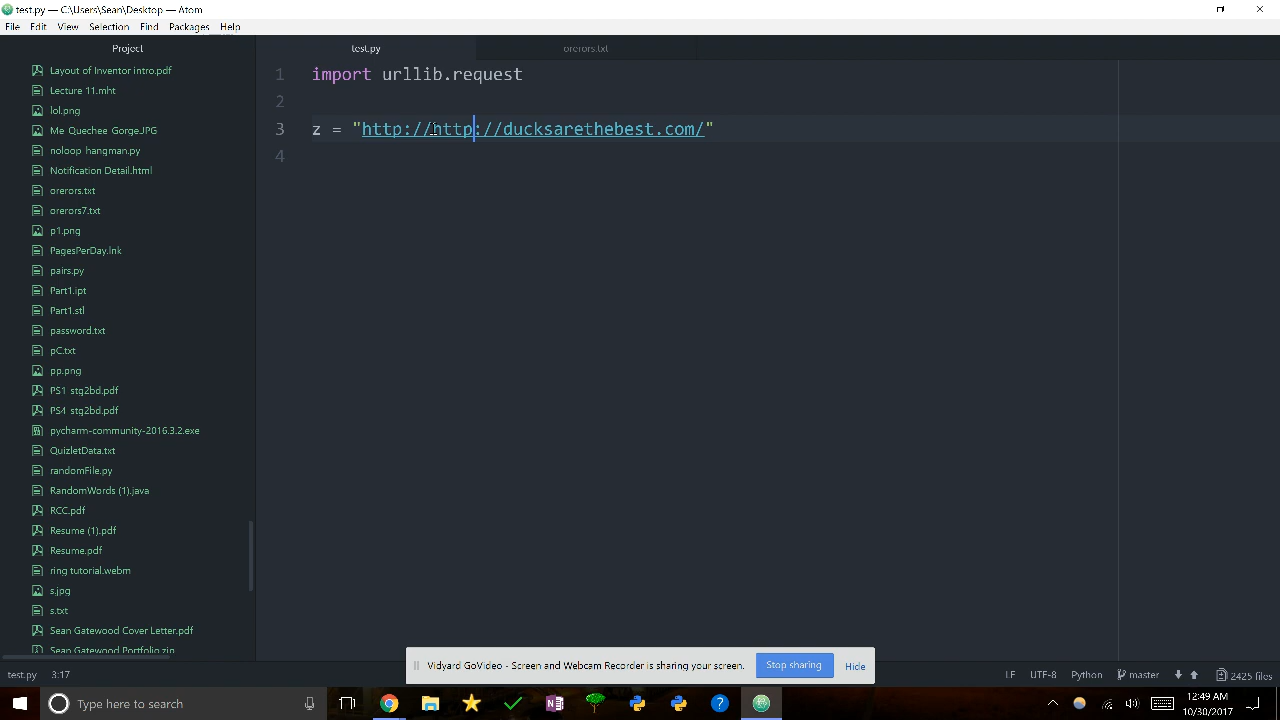 test.py — C:\Users\Sean\Desktop — Atom
File Edit View Selection Find Packages Help
Project
test.py
orerors.txt
Layout of Inventor intro.pdf
Lecture 11.mht
lol.png
Me Quechee Gorge.JPG
noloop_hangman.py
Notification Detail.html
orerors.txt
orerors7.txt
p1.png
PagesPerDay.lnk
pairs.py
Part1.ipt
Part1.stl
password.txt
pC.txt
pp.png
PS1 stg2bd.pdf
PS4 stg2bd.pdf
pycharm-community-2016.3.2.exe
QuizletData.txt
randomFile.py
RandomWords (1).java
RCC.pdf
Resume (1).pdf
Resume.pdf
ring tutorial.webm
s.jpg
s.txt
Sean Gatewood Cover Letter.pdf
Sean Gatewood Portfolio.zip
1 import urllib.request
2
3 z = "http://http://ducksarethebest.com/"
4
Vidyard GoVideo - Screen and Webcam Recorder is sharing your screen. Stop sharing Hide
test.py 3:17 LF UTF-8 Python master 2425 files
Type here to search
12:49 AM
10/30/2017